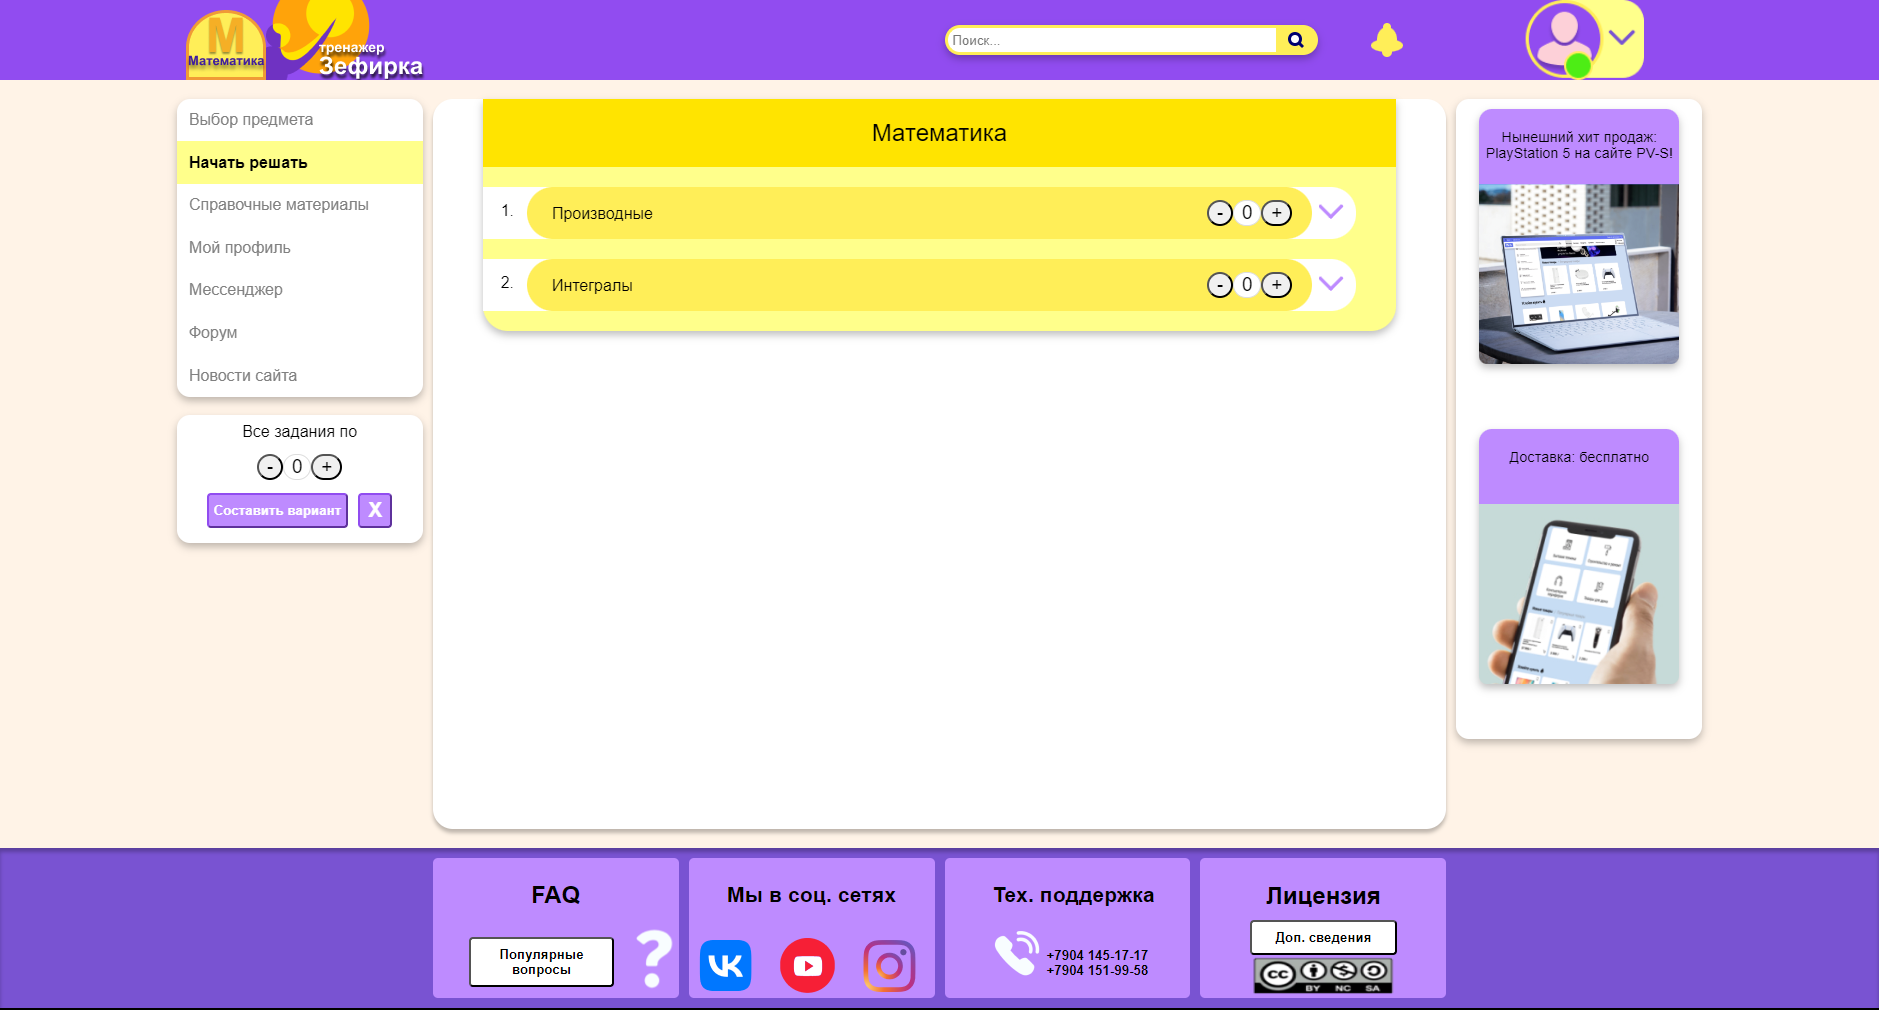 М
Математика
тренажер
Зефирка
Поиск...
Выбор предмета
Начать решать
Справочные материалы
Мой профиль
Мессенджер
Форум
Новости сайта
Все задания по
- 0 +
Составить вариант X
Математика
1. Производные - 0 +
2. Интегралы - 0 +
Нынешний хит продаж:
PlayStation 5 на сайте PV-S!
Доставка: бесплатно
FAQ
Популярные
вопросы
?
Мы в соц. сетях
Тех. поддержка
+7904 145-17-17
+7904 151-99-58
Лицензия
Доп. сведения
cc
BY NC SA